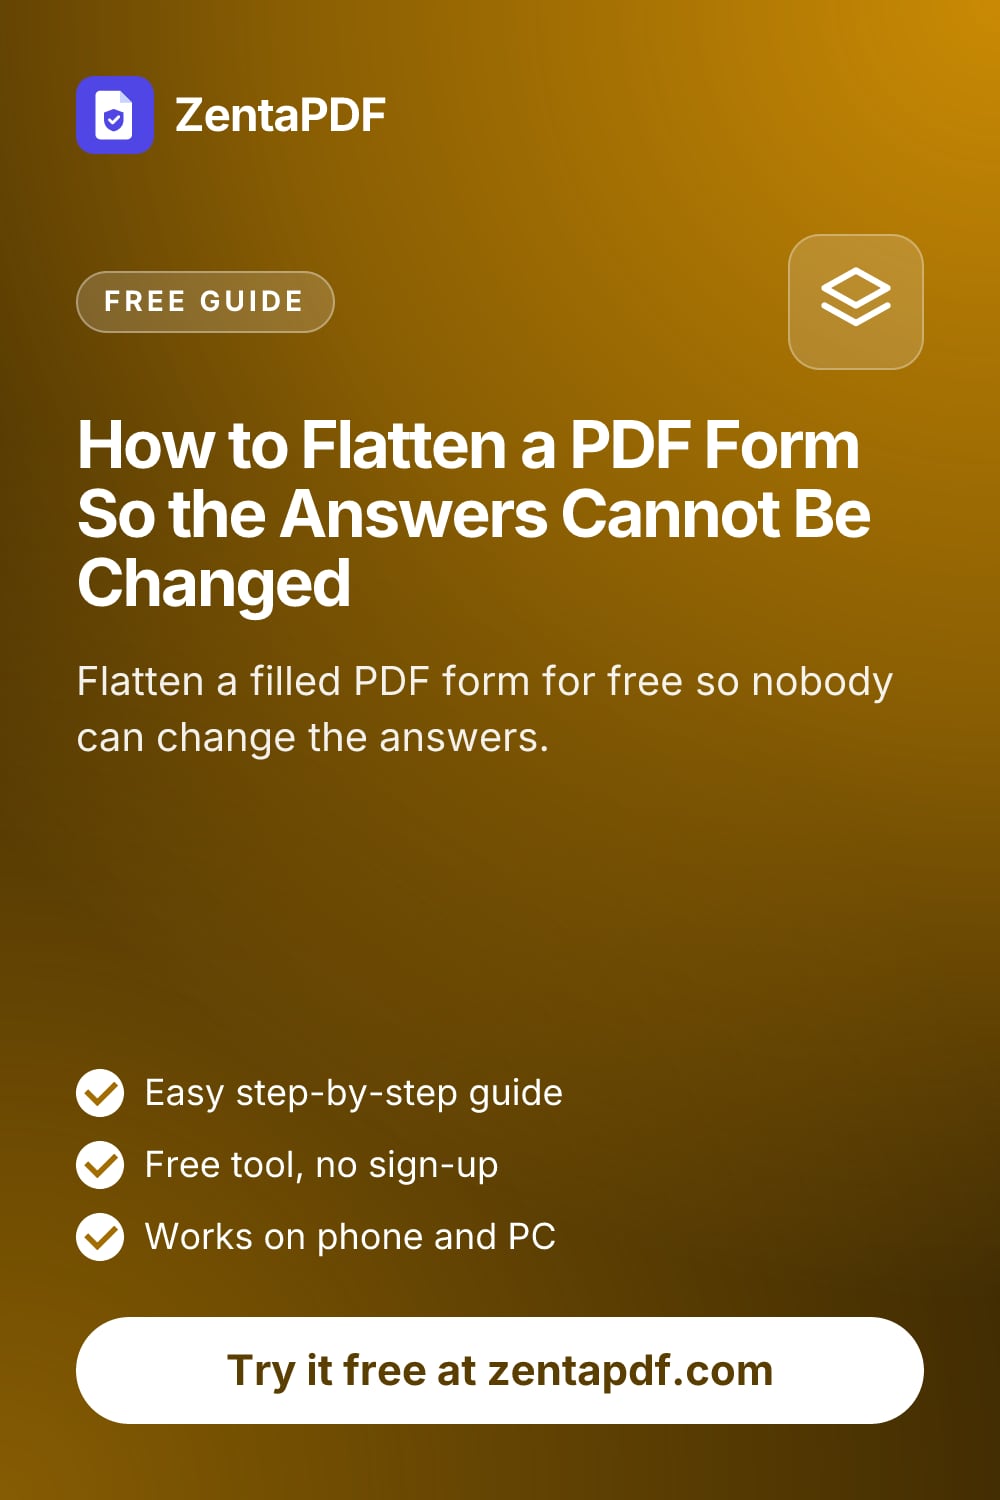 ZentaPDF
FREE GUIDE
How to Flatten a PDF Form
So the Answers Cannot Be
Changed
Flatten a filled PDF form for free so nobody
can change the answers.
Easy step-by-step guide
Free tool, no sign-up
Works on phone and PC
Try it free at zentapdf.com